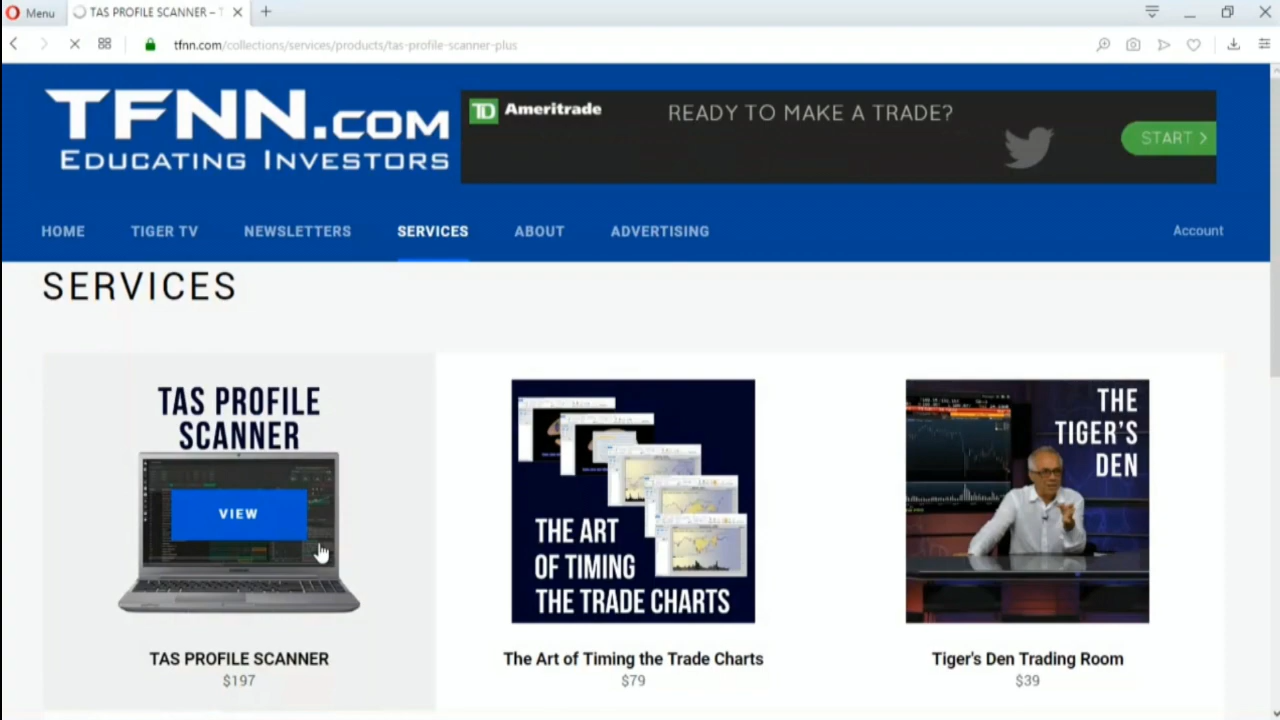 Menu
TAS PROFILE SCANNER – T
tfnn.com/collections/services/products/tas-profile-scanner-plus
TFNN.COM
EDUCATING INVESTORS
TD Ameritrade
READY TO MAKE A TRADE?
START >
HOME
TIGER TV
NEWSLETTERS
SERVICES
ABOUT
ADVERTISING
Account
SERVICES
TAS PROFILE
SCANNER
VIEW
TAS PROFILE SCANNER
$197
THE ART
OF TIMING
THE TRADE CHARTS
The Art of Timing the Trade Charts
$79
THE
TIGER'S
DEN
Tiger's Den Trading Room
$39